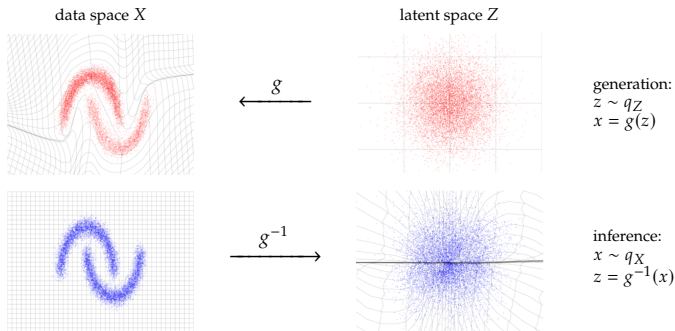 data space X
latent space Z
g
generation:
z ~ q_Z
x = g(z)
g⁻¹
inference:
x ~ q_X
z = g⁻¹(x)